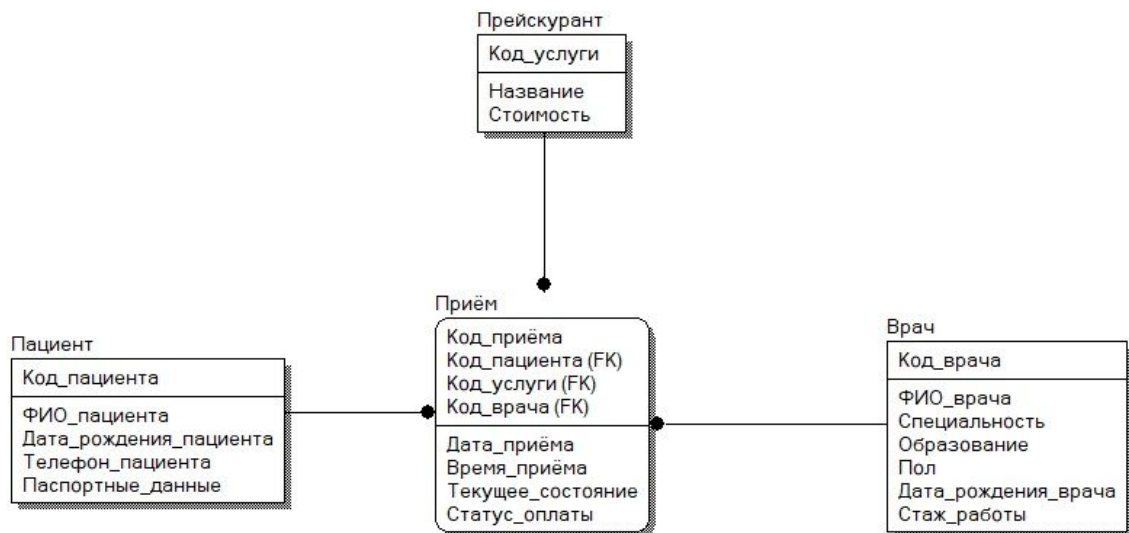 Прейскурант
Код_услуги
Название
Стоимость
Пациент
Код_пациента
ФИО_пациента
Дата_рождения_пациента
Телефон_пациента
Паспортные_данные
Приём
Код_приёма
Код_пациента (FK)
Код_услуги (FK)
Код_врача (FK)
Дата_приёма
Время_приёма
Текущее_состояние
Статус_оплаты
Врач
Код_врача
ФИО_врача
Специальность
Образование
Пол
Дата_рождения_врача
Стаж_работы